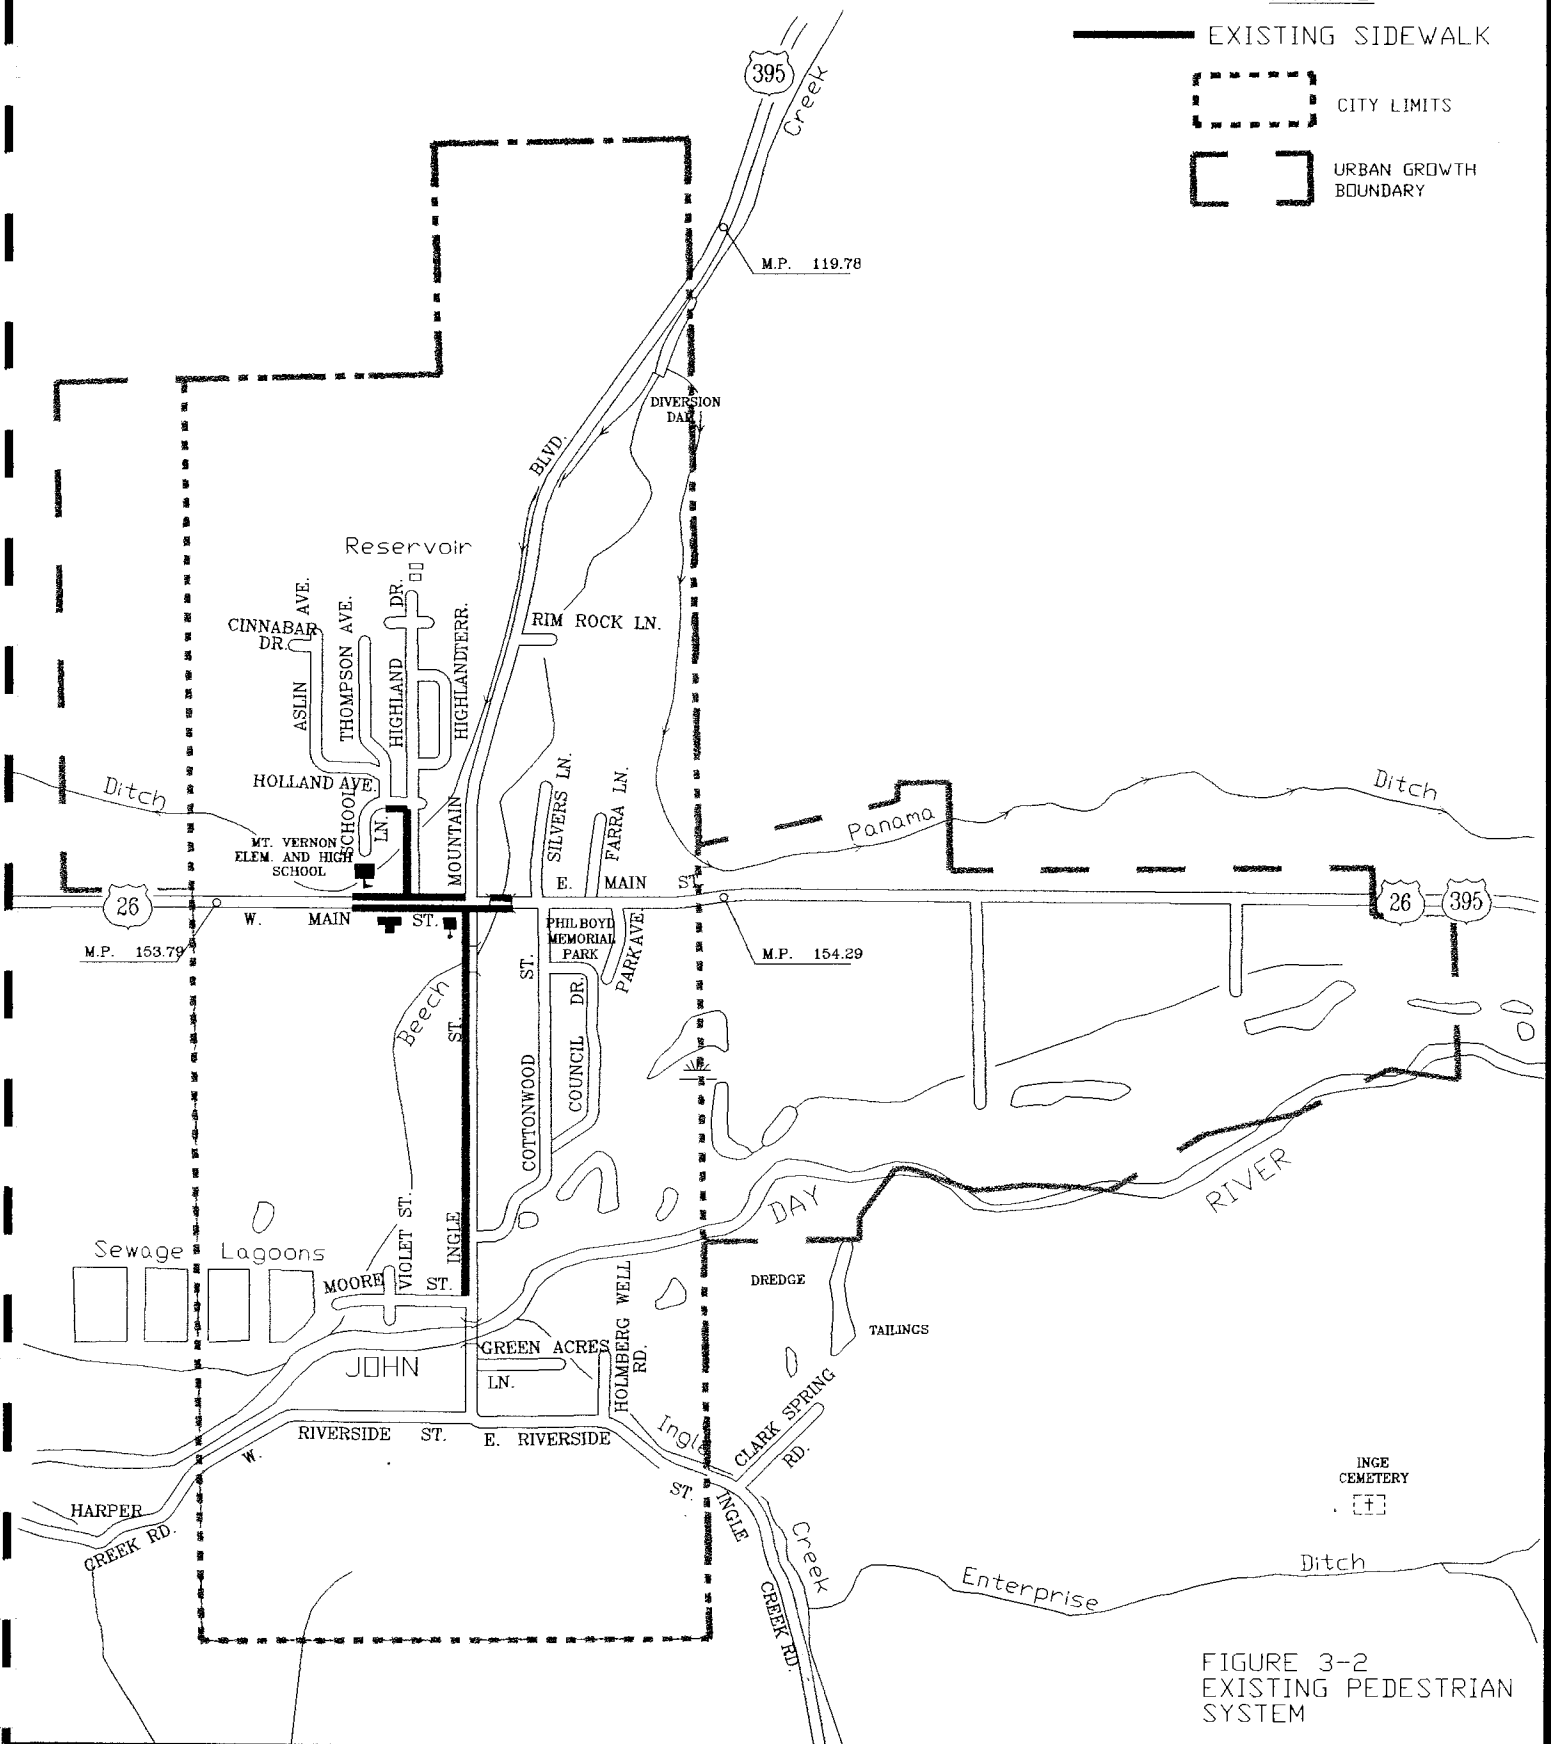 EXISTING SIDEWALK
CITY LIMITS
URBAN GROWTH
BOUNDARY
395
Creek
M.P. 119.78
DIVERSION
DAM
BLVD.
Reservoir
RIM ROCK LN.
CINNABAR
DR.
ASLIN AVE.
THOMPSON AVE.
HIGHLAND DR.
HIGHLAND TERR.
HOLLAND AVE.
SCHOOL
LN.
MOUNTAIN
SILVERS LN.
FARRA LN.
Ditch
MT. VERNON
ELEM. AND HIGH
SCHOOL
Panama
Ditch
26
W. MAIN ST.
E. MAIN ST.
26
395
M.P. 153.79
M.P. 154.29
PHIL BOYD
MEMORIAL
PARK
PARK AVE
Beech
ST.
COTTONWOOD ST.
COUNCIL DR.
INGLE
VIOLET ST.
Sewage Lagoons
MOORE ST.
JOHN
DAY
RIVER
DREDGE
TAILINGS
GREEN ACRES
LN.
HOLMBERG WELL
RD.
W. RIVERSIDE ST.
E. RIVERSIDE
ST.
Ingle
CLARK SPRING
RD.
HARPER
CREEK RD.
INGLE
CREEK RD.
Creek
INGE
CEMETERY
Enterprise
Ditch
FIGURE 3-2
EXISTING PEDESTRIAN
SYSTEM